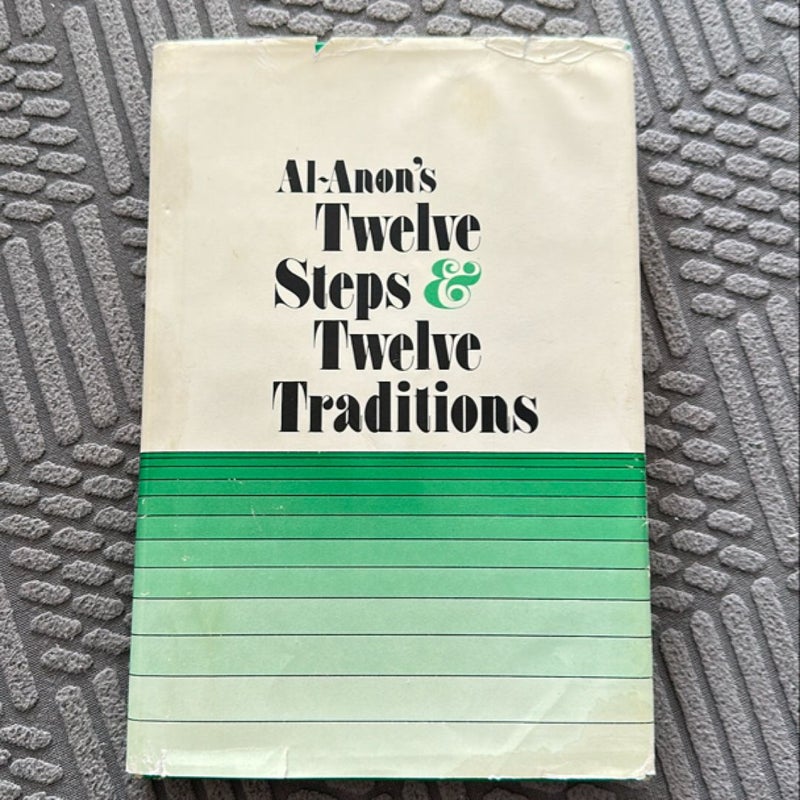 Al-Anon's
Twelve
Steps &
Twelve
Traditions